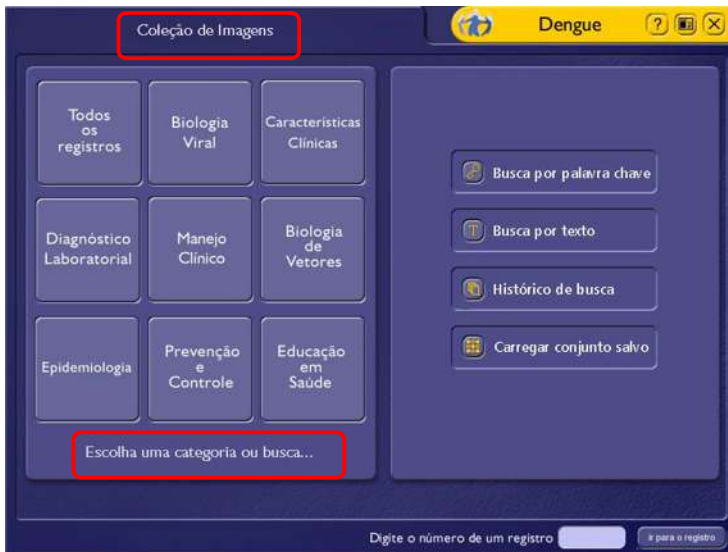 Coleção de Imagens
Dengue
?
Todos
os
registros
Biologia
Viral
Características
Clínicas
Diagnóstico
Laboratorial
Manejo
Clínico
Biologia
de
Vetores
Epidemiologia
Prevenção
e
Controle
Educação
em
Saúde
Escolha uma categoria ou busca...
Busca por palavra chave
T
Busca por texto
Histórico de busca
Carregar conjunto salvo
Digite o número de um registro
ir para o registro